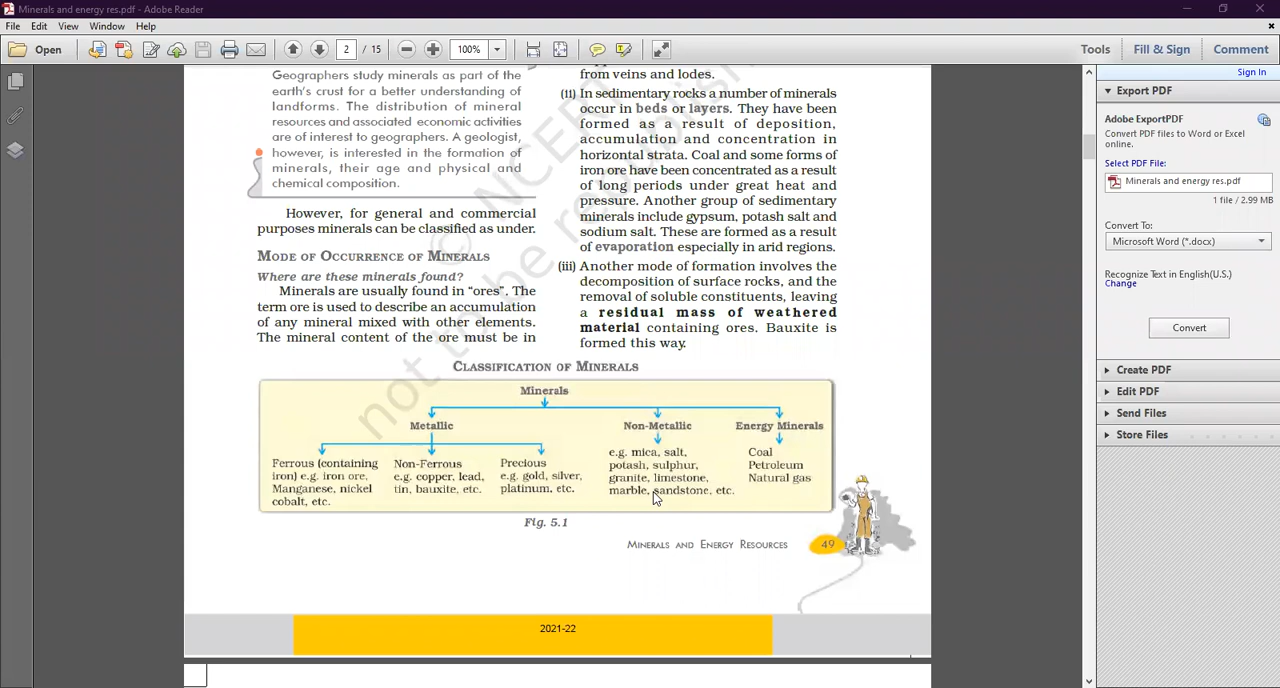 Minerals and energy res.pdf - Adobe Reader
File Edit View Window Help
Open
2 / 15
100%
Tools
Fill & Sign
Comment
Geographers study minerals as part of the
earth's crust for a better understanding of
landforms. The distribution of mineral
resources and associated economic activities
are of interest to geographers. A geologist,
however, is interested in the formation of
minerals, their age and physical and
chemical composition.
However, for general and commercial
purposes minerals can be classified as under.
MODE OF OCCURRENCE OF MINERALS
Where are these minerals found?
Minerals are usually found in “ores”. The
term ore is used to describe an accumulation
of any mineral mixed with other elements.
The mineral content of the ore must be in
from veins and lodes.
(ii) In sedimentary rocks a number of minerals
occur in beds or layers. They have been
formed as a result of deposition,
accumulation and concentration in
horizontal strata. Coal and some forms of
iron ore have been concentrated as a result
of long periods under great heat and
pressure. Another group of sedimentary
minerals include gypsum, potash salt and
sodium salt. These are formed as a result
of evaporation especially in arid regions.
(iii) Another mode of formation involves the
decomposition of surface rocks, and the
removal of soluble constituents, leaving
a residual mass of weathered
material containing ores. Bauxite is
formed this way.
CLASSIFICATION OF MINERALS
Minerals
Metallic
Non-Metallic
Energy Minerals
Ferrous (containing
iron) e.g. iron ore,
Manganese, nickel
cobalt, etc.
Non-Ferrous
e.g. copper, lead,
tin, bauxite, etc.
Precious
e.g. gold, silver,
platinum, etc.
e.g. mica, salt,
potash, sulphur,
granite, limestone,
marble, sandstone, etc.
Coal
Petroleum
Natural gas
Fig. 5.1
MINERALS AND ENERGY RESOURCES 49
2021-22
© NCERT
not to be republish
Sign In
Export PDF
Adobe ExportPDF
Convert PDF files to Word or Excel
online.
Select PDF File:
Minerals and energy res.pdf
1 file / 2.99 MB
Convert To:
Microsoft Word (*.docx)
Recognize Text in English(U.S.)
Change
Convert
Create PDF
Edit PDF
Send Files
Store Files